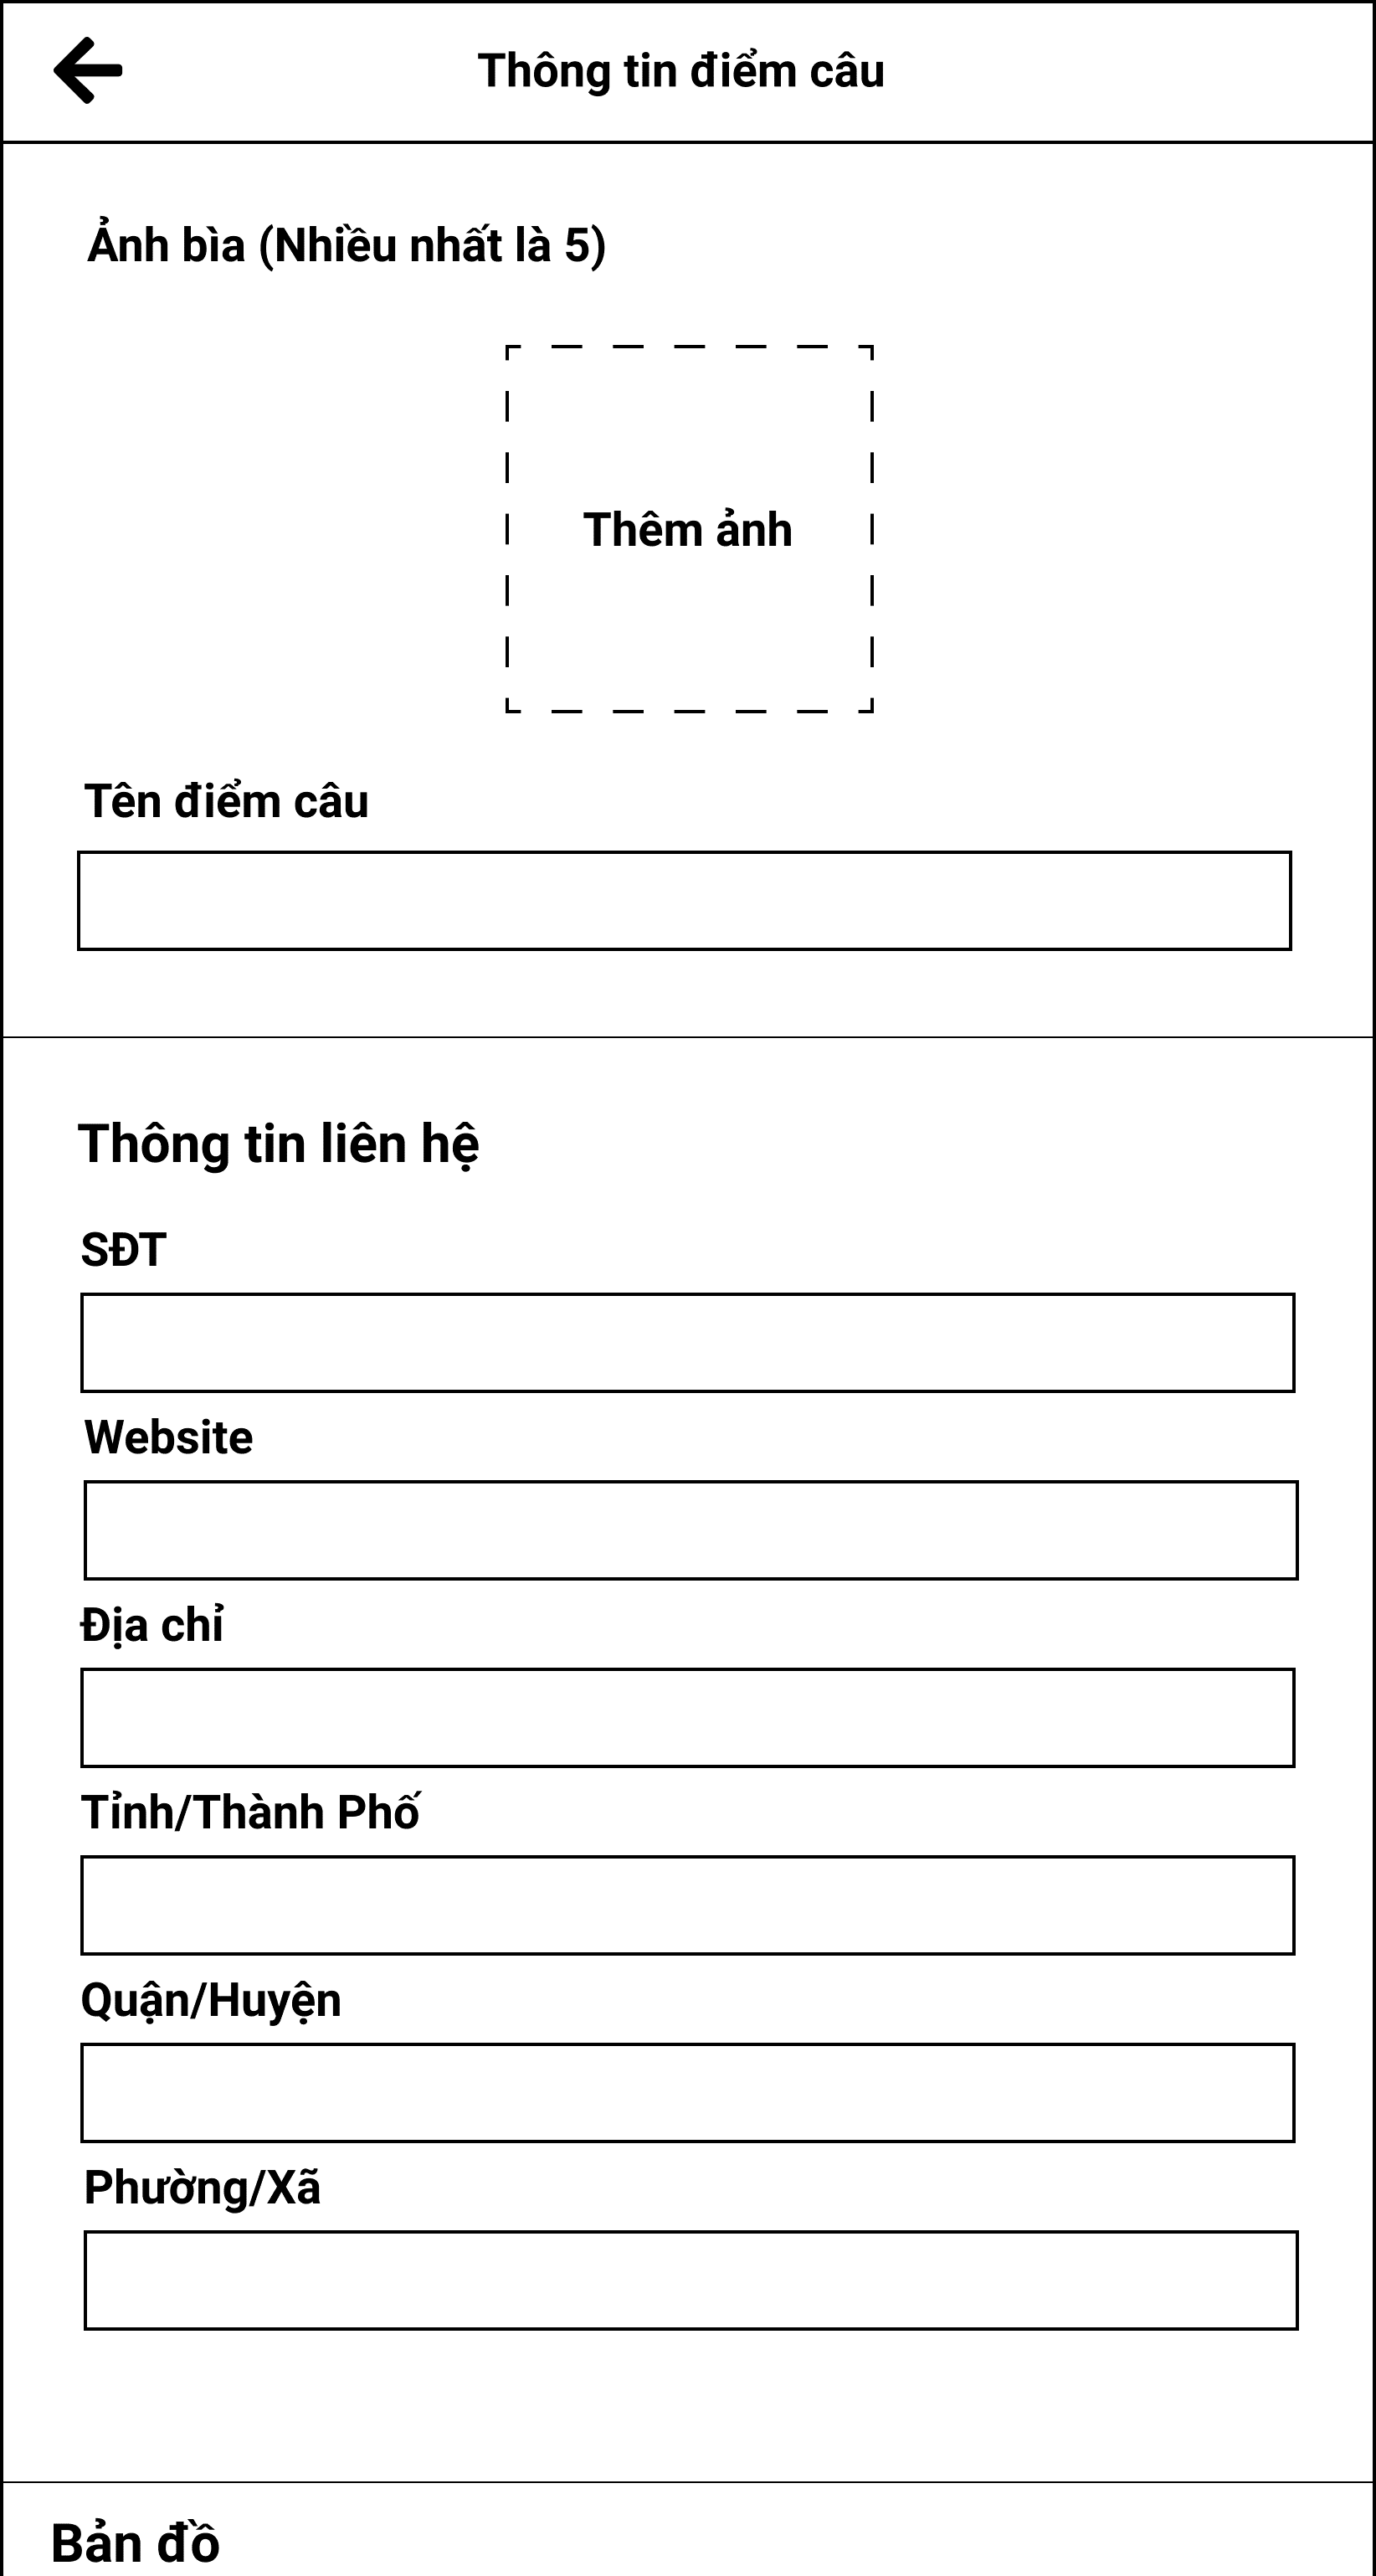 Thông tin điểm câu
Ảnh bìa (Nhiều nhất là 5)
Thêm ảnh
Tên điểm câu
Thông tin liên hệ
SĐT
Website
Địa chỉ
Tỉnh/Thành Phố
Quận/Huyện
Phường/Xã
Bản đồ